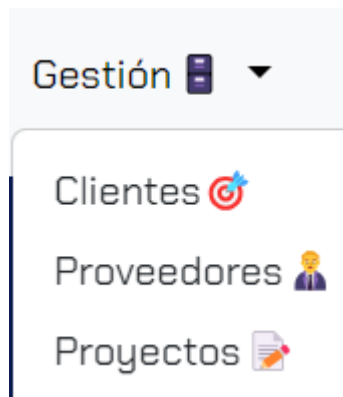 Gestión 🗄️
Clientes 🎯
Proveedores 👨‍💼
Proyectos 📝